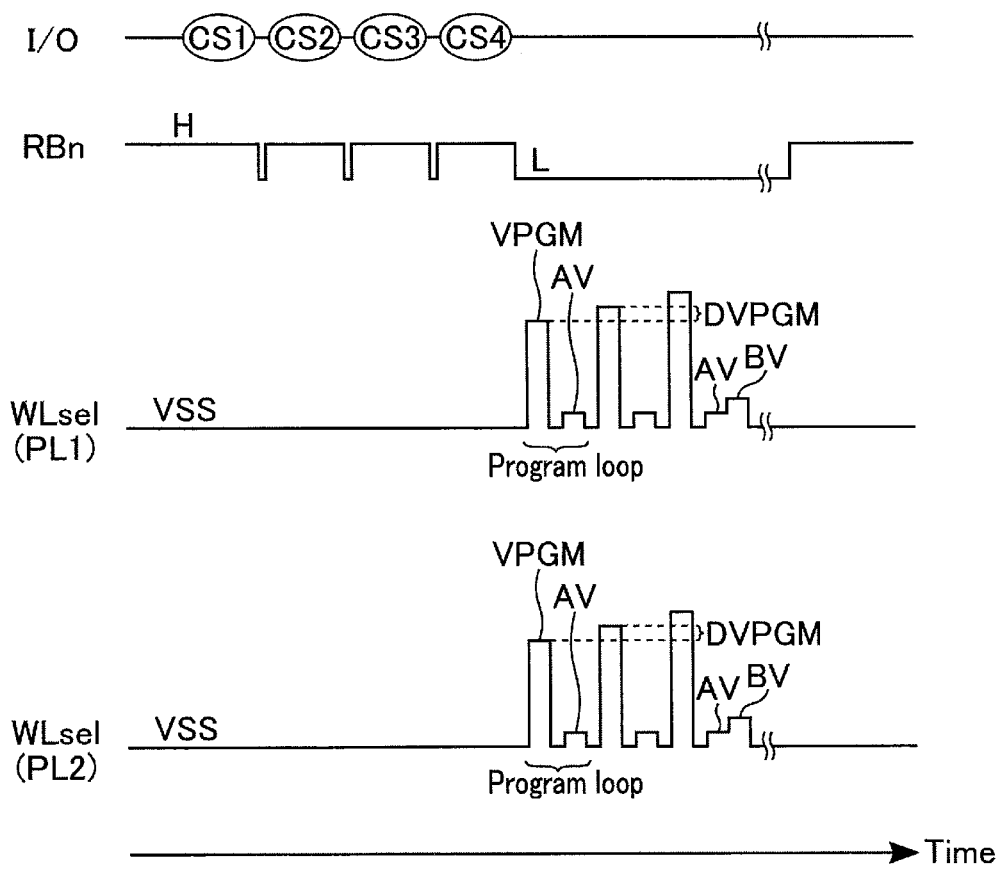 I/O CS1 CS2 CS3 CS4
RBn H L
VPGM
AV
DVPGM
AV BV
WLsel VSS
(PL1)
Program loop
VPGM
AV
DVPGM
AV BV
WLsel VSS
(PL2)
Program loop
Time